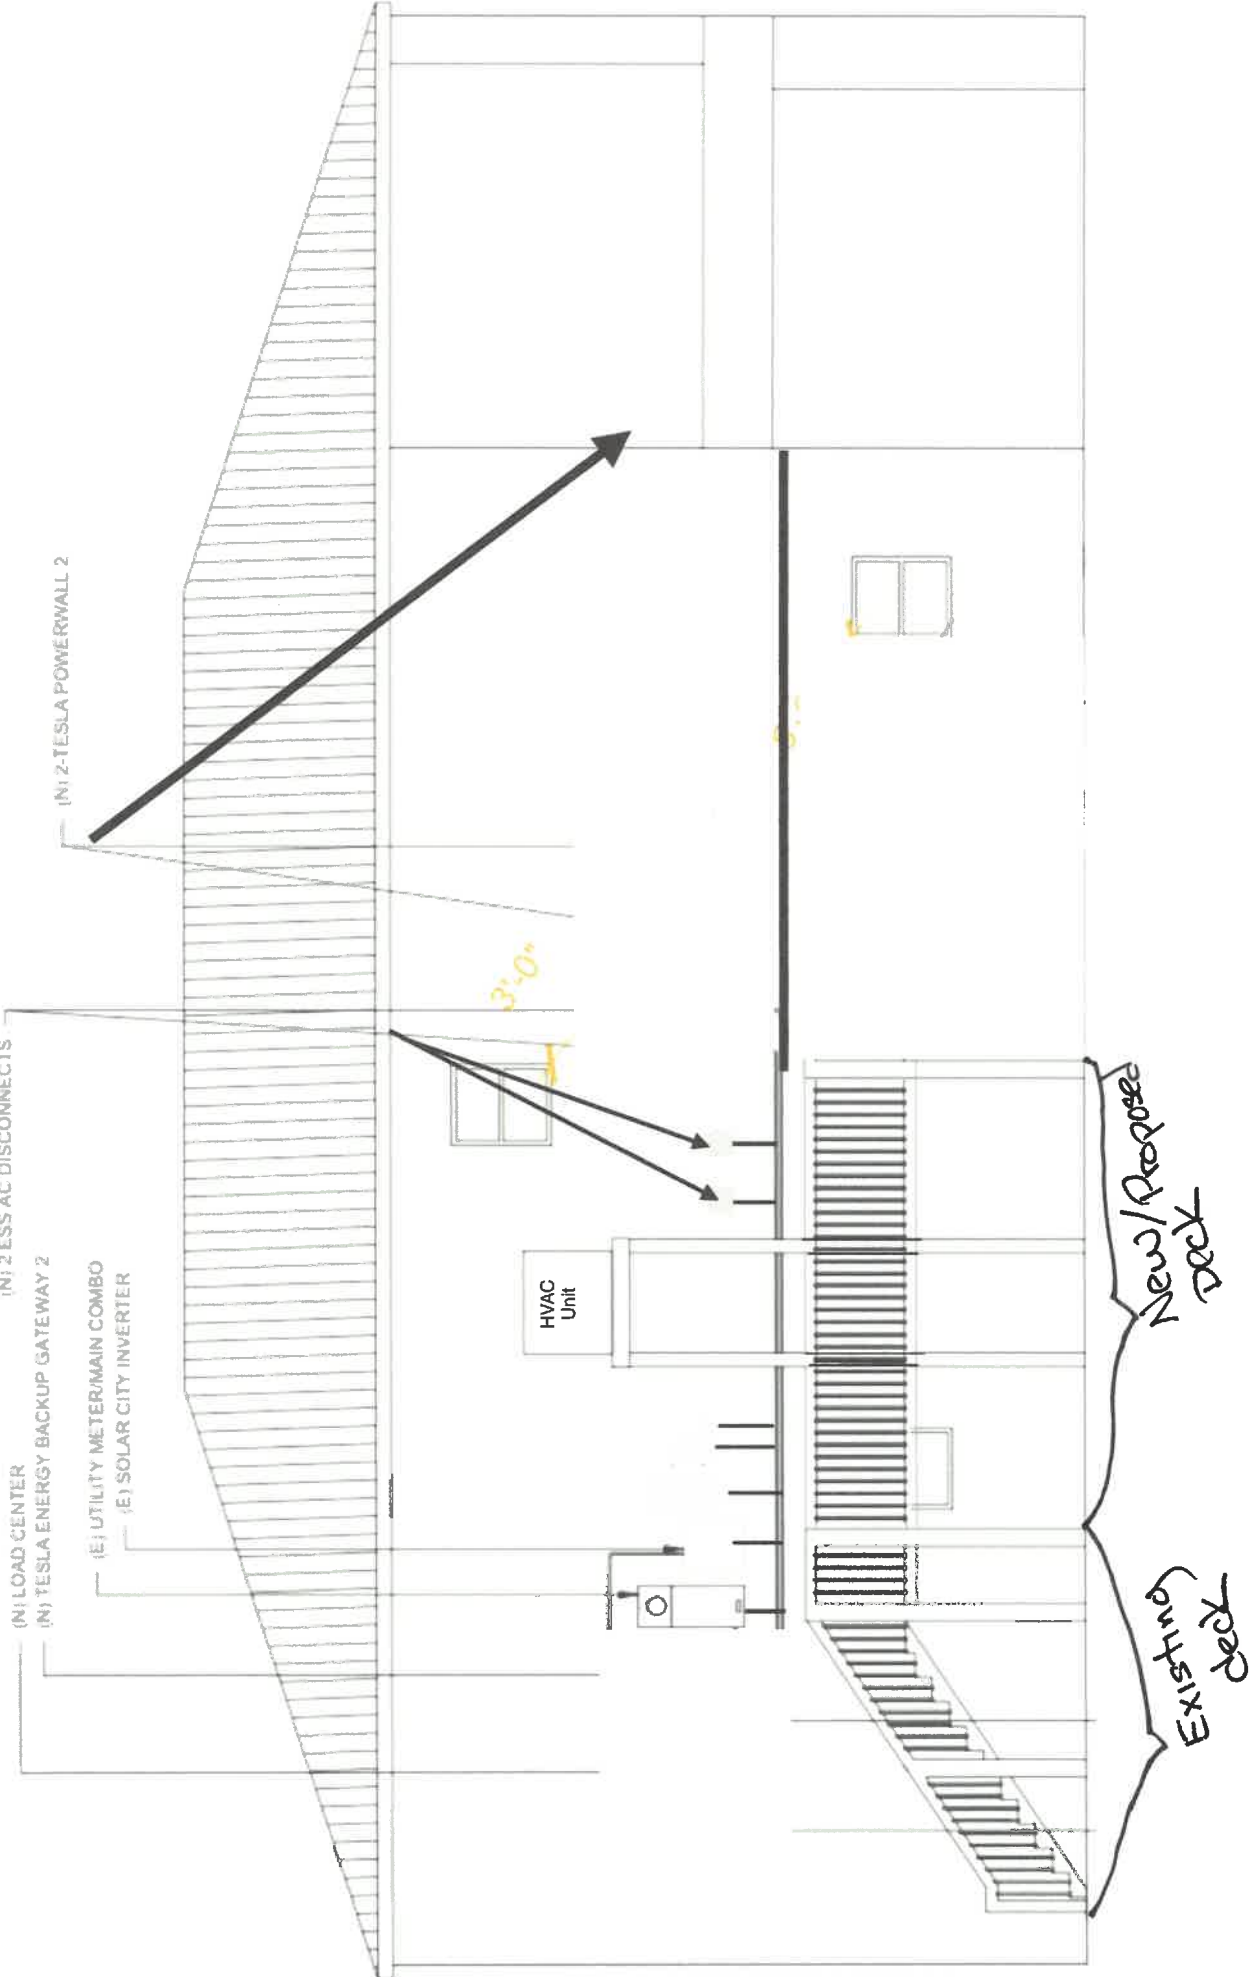 (N) LOAD CENTER
(N) TESLA ENERGY BACKUP GATEWAY 2
(E) UTILITY METER/MAIN COMBO
(E) SOLAR CITY INVERTER
(N) 2 ESS AC DISCONNECTS
(N) 2-TESLA POWERWALL 2
3'-0"
HVAC
Unit
Existing
deck
New/Proposed
Deck